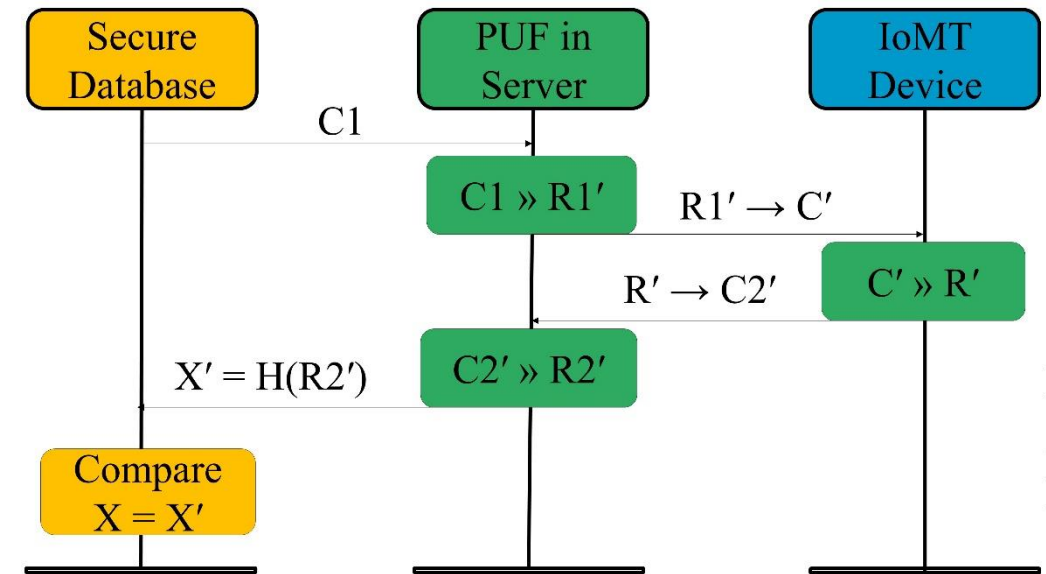 Secure
Database
PUF in
Server
IoMT
Device
C1
C1 » R1′
R1′ → C′
C′ » R′
R′ → C2′
C2′ » R2′
X′ = H(R2′)
Compare
X = X′